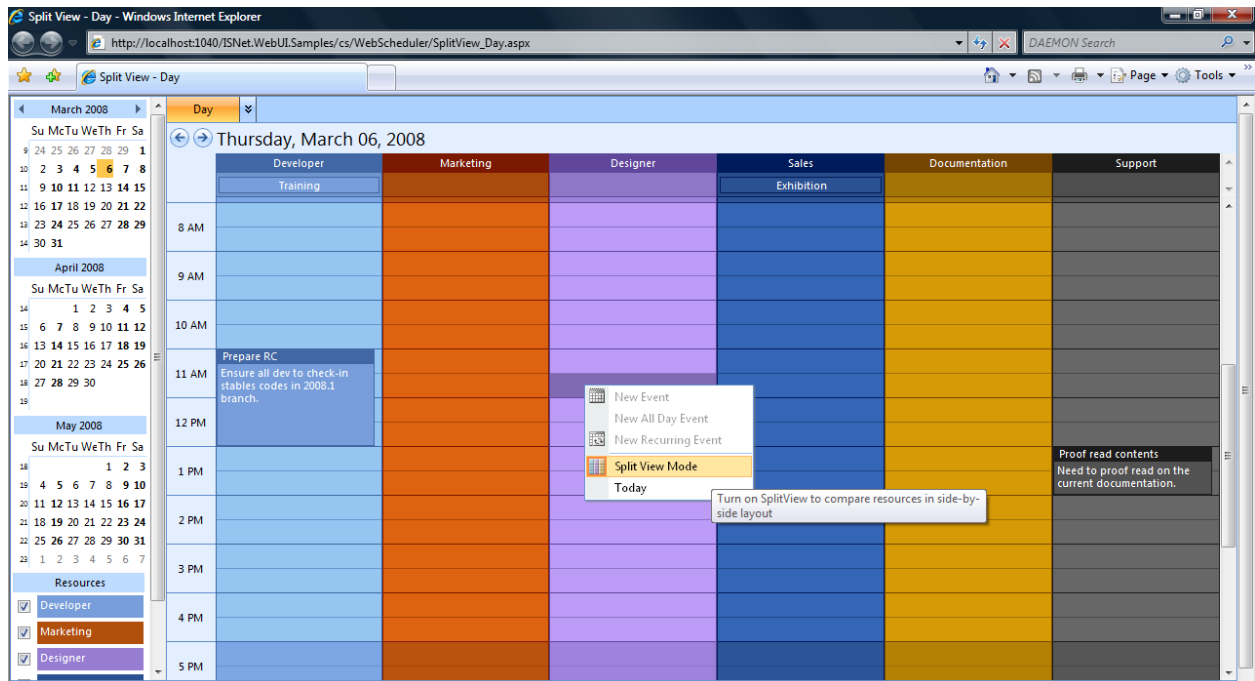 Split View - Day - Windows Internet Explorer
http://localhost:1040/ISNet.WebUI.Samples/cs/WebScheduler/SplitView_Day.aspx
DAEMON Search
Split View - Day
Page
Tools
March 2008
Su McTu WeTh Fr Sa
9 24 25 26 27 28 29 1
10 2 3 4 5 6 7 8
11 9 10 11 12 13 14 15
12 16 17 18 19 20 21 22
13 23 24 25 26 27 28 29
14 30 31
April 2008
Su McTu WeTh Fr Sa
14 1 2 3 4 5
15 6 7 8 9 10 11 12
16 13 14 15 16 17 18 19
17 20 21 22 23 24 25 26
18 27 28 29 30
19
May 2008
Su McTu WeTh Fr Sa
18 1 2 3
19 4 5 6 7 8 9 10
20 11 12 13 14 15 16 17
21 18 19 20 21 22 23 24
22 25 26 27 28 29 30 31
23 1 2 3 4 5 6 7
Resources
Developer
Marketing
Designer
Day
Thursday, March 06, 2008
Developer Marketing Designer Sales Documentation Support
Training Exhibition
8 AM
9 AM
10 AM
11 AM
12 PM
1 PM
2 PM
3 PM
4 PM
5 PM
Prepare RC
Ensure all dev to check-in
stables codes in 2008.1
branch.
New Event
New All Day Event
New Recurring Event
Split View Mode
Today
Turn on SplitView to compare resources in side-by-
side layout
Proof read contents
Need to proof read on the
current documentation.